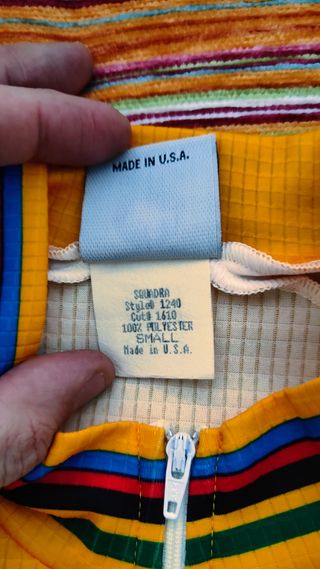 MADE IN U.S.A.
SQUADRA
Style# 1240
Cut# 1610
100% POLYESTER
SMALL
Made in U.S.A.